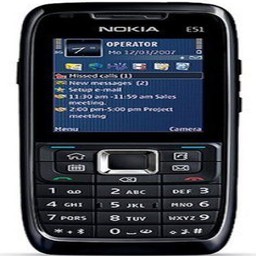 NOKIA E51
OPERATOR
Mo 12/03/2007
Missed calls (1)
New messages (2)
Setup e-mail
11:30 am -11:59 am Sales
meeting.
2:00 pm-5:00 pm Project
meeting
Menu Camera
1 2 ABC 3 DEF
4 GHI 5 JKL 6 MNO
7 PQRS 8 TUV 9 WXYZ
* + 0 #